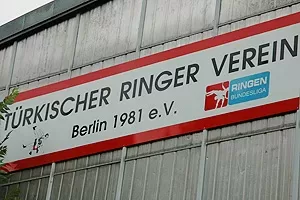 TÜRKISCHER RINGER VEREIN
Berlin 1981 e.V.
RINGEN
BUNDESLIGA